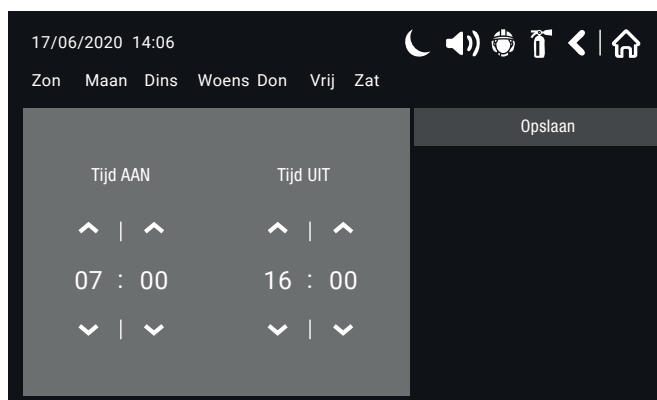 17/06/2020 14:06
Zon Maan Dins Woens Don Vrij Zat
Opslaan
Tijd AAN Tijd UIT
07 : 00 16 : 00